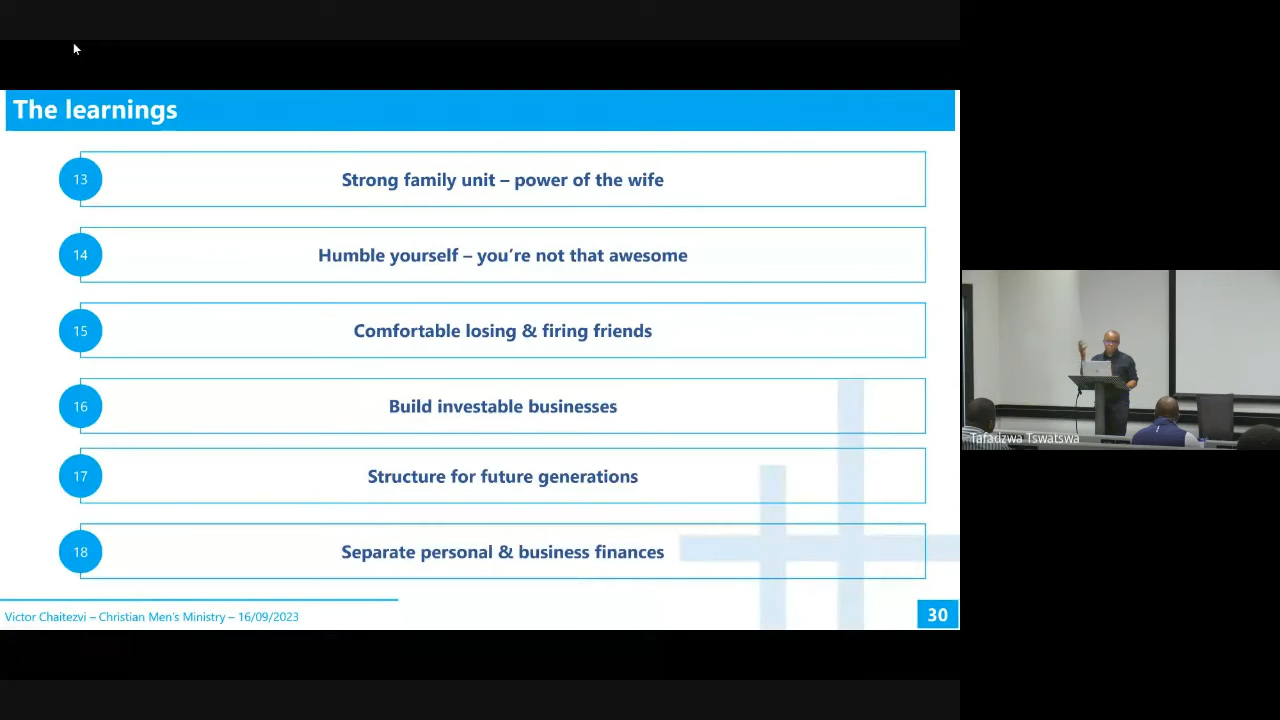 The learnings
13
Strong family unit – power of the wife
14
Humble yourself – you're not that awesome
15
Comfortable losing & firing friends
16
Build investable businesses
17
Structure for future generations
18
Separate personal & business finances
Victor Chaitezvi – Christian Men's Ministry – 16/09/2023
30
Tafadzwa Tswatswa